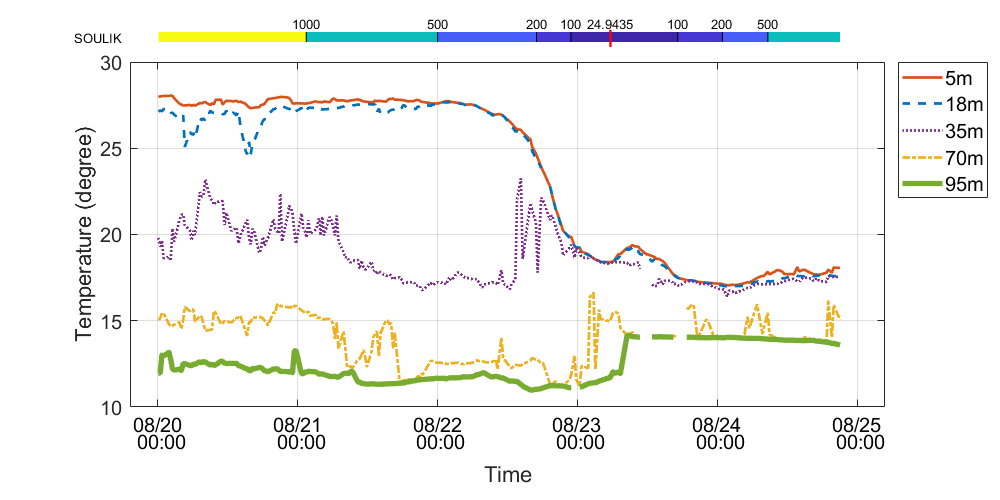 1000 500 200 100 24.9435 100 200 500
SOULIK
30
25
20
15
10
Temperature (degree)
5m
18m
35m
70m
95m
08/20 08/21 08/22 08/23 08/24 08/25
00:00 00:00 00:00 00:00 00:00 00:00
Time